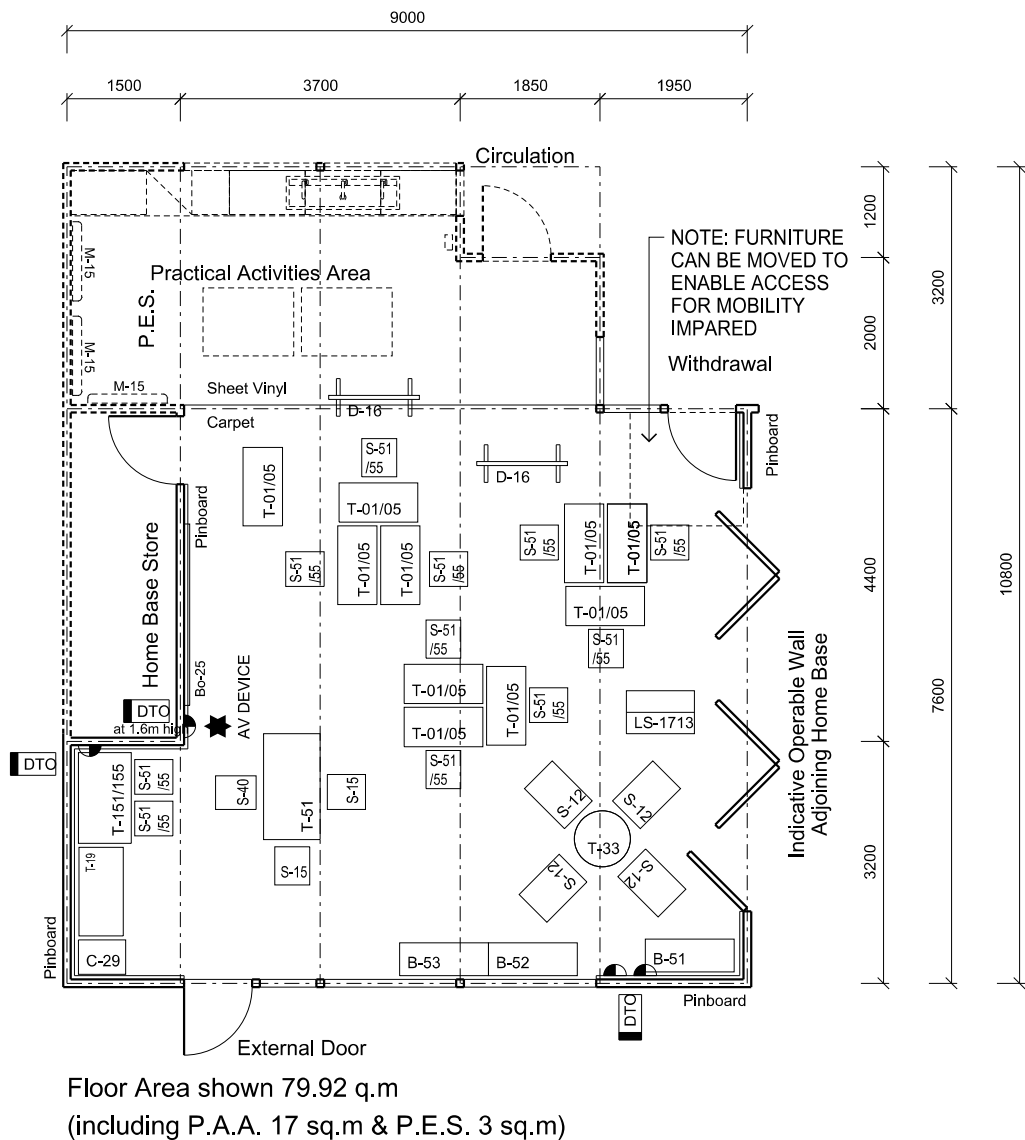 9000
1500
3700
1850
1950
Circulation
NOTE: FURNITURE
CAN BE MOVED TO
ENABLE ACCESS
FOR MOBILITY
IMPARED
Withdrawal
1200
2000
3200
M-15
P.E.S.
Practical Activities Area
M-15
M-15
Sheet Vinyl
Carpet
D-16
D-16
Pinboard
S-51
/55
T-01/05
T-01/05
Pinboard
S-51
/55
T-01/05
T-01/05
S-51
/55
S-51
/55
T-01/05
T-01/05
S-51
/55
T-01/05
S-51
/55
Home Base Store
Bo-25
S-51
/55
T-01/05
T-01/05
T-01/05
S-51
/55
S-51
/55
LS-1713
4400
7600
10800
3200
Indicative Operable Wall
Adjoining Home Base
DTO
at 1.6m high
AV DEVICE
DTO
T-151/155
S-51
/55
S-51
/55
S-40
T-51
S-15
S-15
S-12
S-12
T-33
S-12
S-12
T-19
C-29
Pinboard
B-53
B-52
B-51
DTO
Pinboard
External Door
Floor Area shown 79.92 q.m
(including P.A.A. 17 sq.m & P.E.S. 3 sq.m)